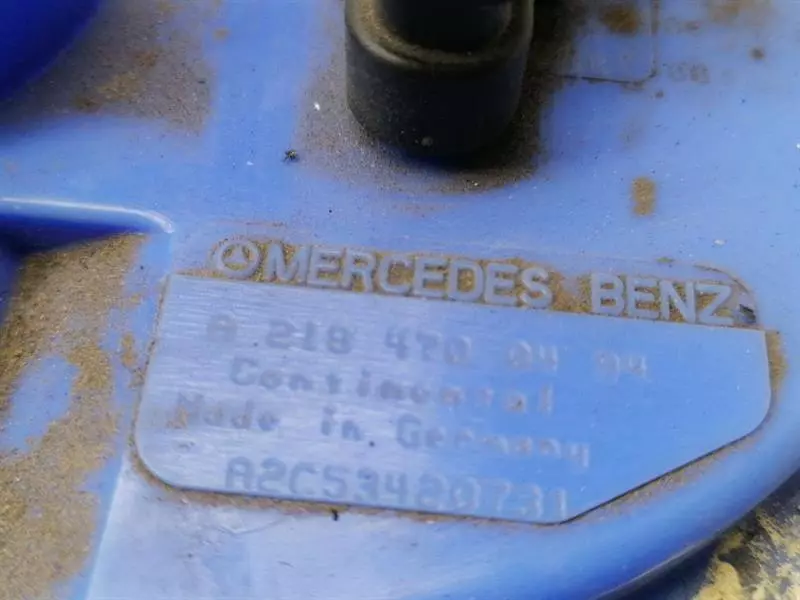 MERCEDES BENZ
A 218 470 04 94
Continental
Made in Germany
A2C53420731